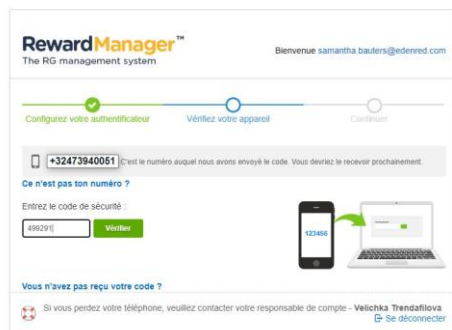 RewardManager™
The RG management system
Bienvenue samantha.bauters@edenred.com
Configurez votre authentificateur
Vérifiez votre appareil
Continuer
+32473940051 C'est le numéro auquel nous avons envoyé le code. Vous devriez le recevoir prochainement.
Ce n'est pas ton numéro ?
Entrez le code de sécurité :
499291 Vérifier
123456
Vous n'avez pas reçu votre code ?
Si vous perdez votre téléphone, veuillez contacter votre responsable de compte - Velichka Trendafilova
Se déconnecter